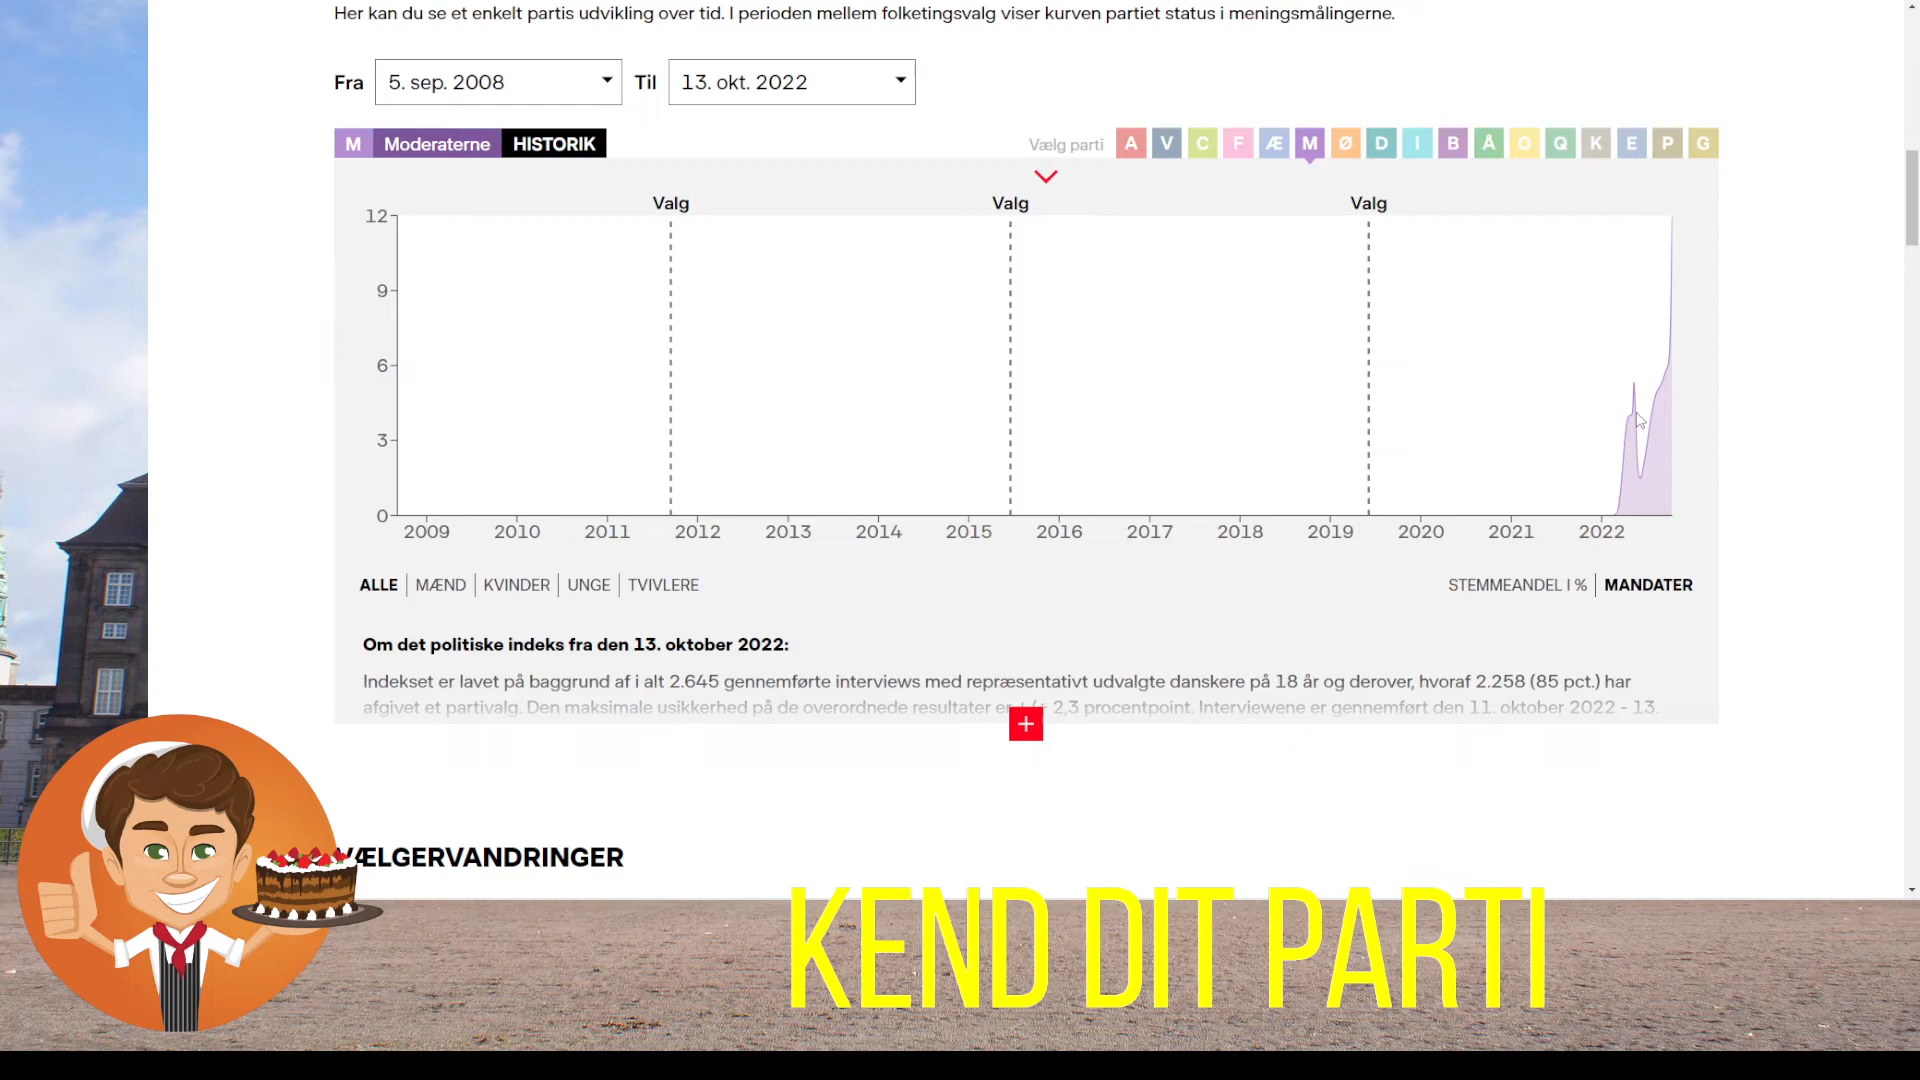 Her kan du se et enkelt partis udvikling over tid. I perioden mellem folketingsvalg viser kurven partiet status i meningsmålingerne.
Fra 5. sep. 2008 Til 13. okt. 2022
M Moderaterne HISTORIK Vælg parti A V C F Æ M Ø D I B Å O Q K E P G
Valg Valg Valg
12
9
6
3
0
2009 2010 2011 2012 2013 2014 2015 2016 2017 2018 2019 2020 2021 2022
ALLE MÆND KVINDER UNGE TVIVLERE STEMMEANDEL I % MANDATER
Om det politiske indeks fra den 13. oktober 2022:
Indekset er lavet på baggrund af i alt 2.645 gennemførte interviews med repræsentativt udvalgte danskere på 18 år og derover, hvoraf 2.258 (85 pct.) har
afgivet et partivalg. Den maksimale usikkerhed på de overordnede resultater 2,3 procentpoint. Interviewene er gennemført den 11. oktober 2022 - 13.
+
VÆLGERVANDRINGER
KEND DIT PARTI